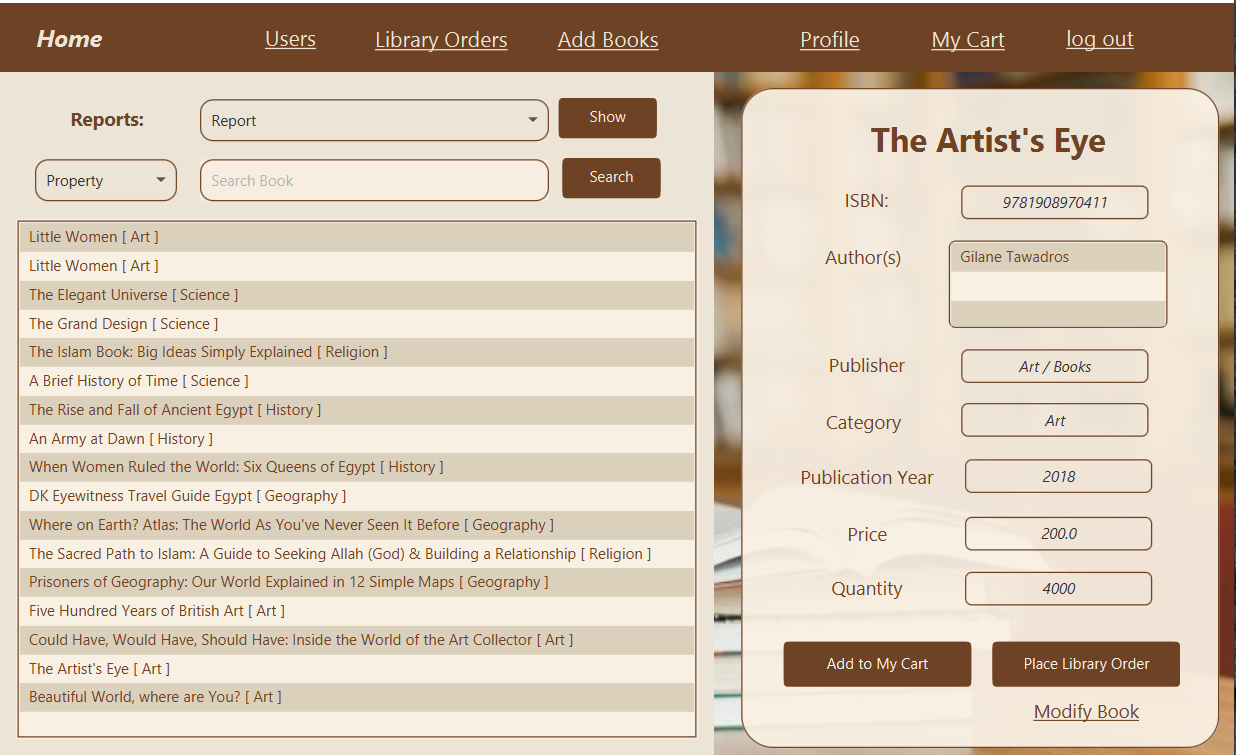 Home Users Library Orders Add Books Profile My Cart log out
Reports: Report Show
Property Search Book Search
Little Women [ Art ]
Little Women [ Art ]
The Elegant Universe [ Science ]
The Grand Design [ Science ]
The Islam Book: Big Ideas Simply Explained [ Religion ]
A Brief History of Time [ Science ]
The Rise and Fall of Ancient Egypt [ History ]
An Army at Dawn [ History ]
When Women Ruled the World: Six Queens of Egypt [ History ]
DK Eyewitness Travel Guide Egypt [ Geography ]
Where on Earth? Atlas: The World As You've Never Seen It Before [ Geography ]
The Sacred Path to Islam: A Guide to Seeking Allah (God) & Building a Relationship [ Religion ]
Prisoners of Geography: Our World Explained in 12 Simple Maps [ Geography ]
Five Hundred Years of British Art [ Art ]
Could Have, Would Have, Should Have: Inside the World of the Art Collector [ Art ]
The Artist's Eye [ Art ]
Beautiful World, where are You? [ Art ]
The Artist's Eye
ISBN: 9781908970411
Author(s) Gilane Tawadros
Publisher Art / Books
Category Art
Publication Year 2018
Price 200.0
Quantity 4000
Add to My Cart Place Library Order
Modify Book